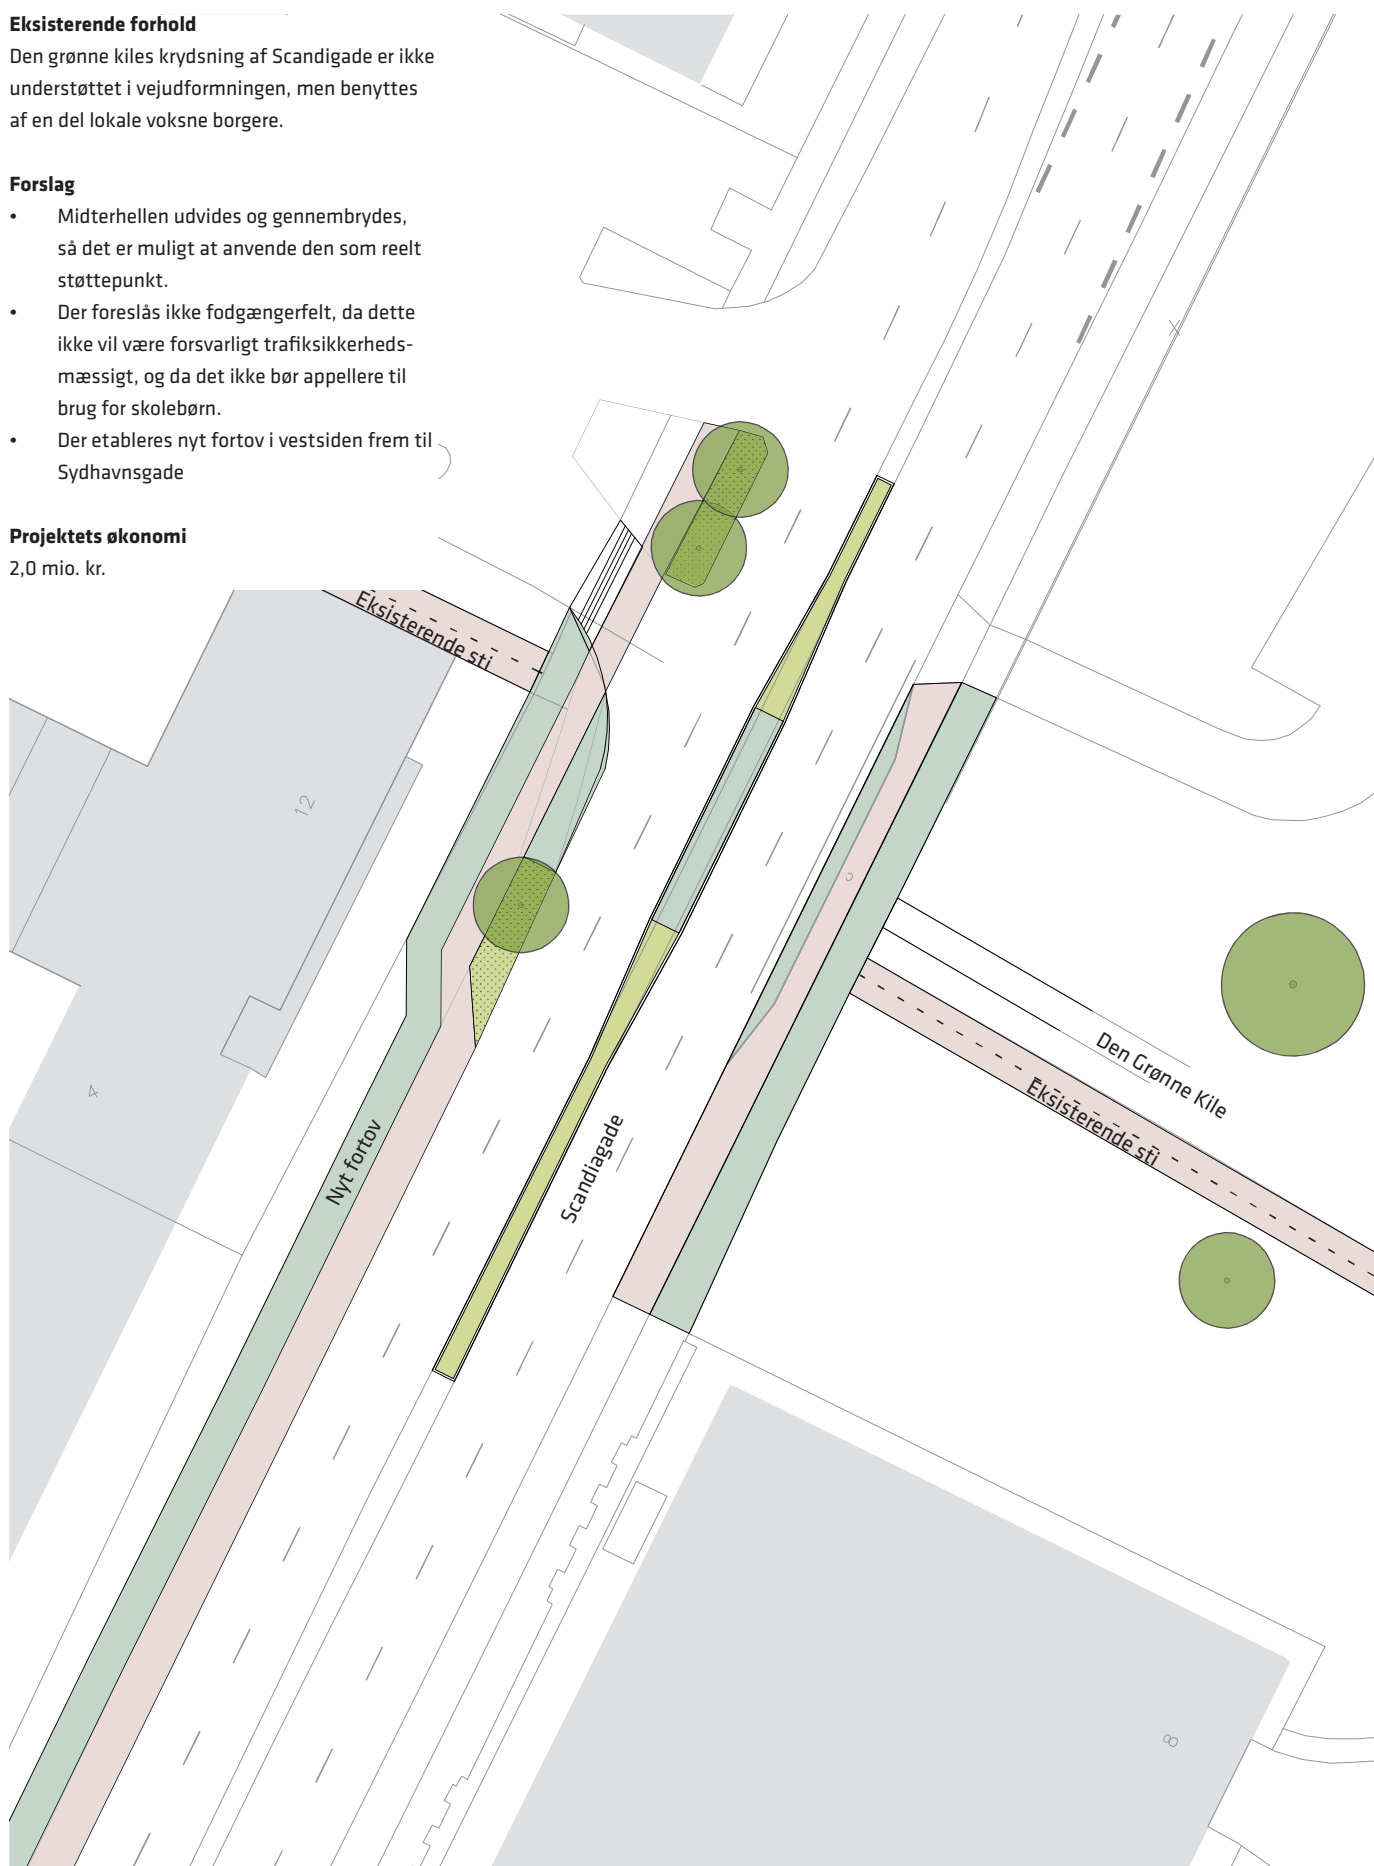 Eksisterende forhold
Den grønne kiles krydsning af Scandigade er ikke
understøttet i vejudformningen, men benyttes
af en del lokale voksne borgere.
Forslag
• Midterhellen udvides og gennembrydes,
så det er muligt at anvende den som reelt
støttepunkt.
• Der foreslås ikke fodgængerfelt, da dette
ikke vil være forsvarligt trafiksikkerheds-
mæssigt, og da det ikke bør appellere til
brug for skolebørn.
• Der etableres nyt fortov i vestsiden frem til
Sydhavnsgade
Projektets økonomi
2,0 mio. kr.
Eksisterende sti
12
4
Nyt fortov
Scandiagade
Den Grønne Kile
Eksisterende sti
8